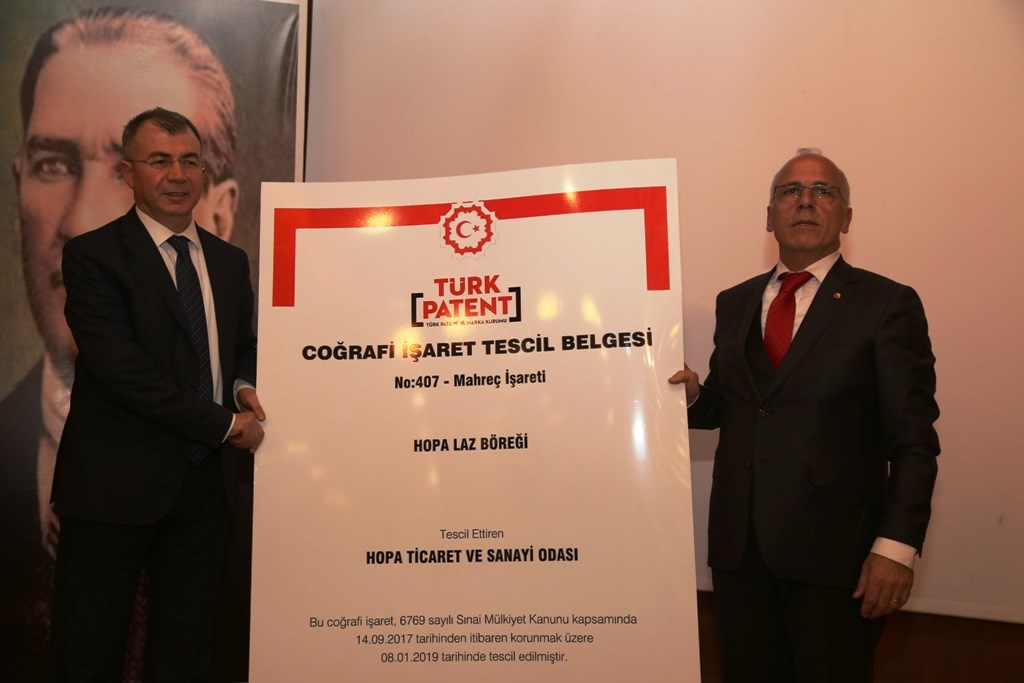 TÜRK
PATENT
TÜRK PATENT VE MARKA KURUMU
COĞRAFİ İŞARET TESCİL BELGESİ
No:407 - Mahreç İşareti
HOPA LAZ BÖREĞİ
Tescil Ettiren
HOPA TİCARET VE SANAYİ ODASI
Bu coğrafi işaret, 6769 sayılı Sınai Mülkiyet Kanunu kapsamında
14.09.2017 tarihinden itibaren korunmak üzere
08.01.2019 tarihinde tescil edilmiştir.